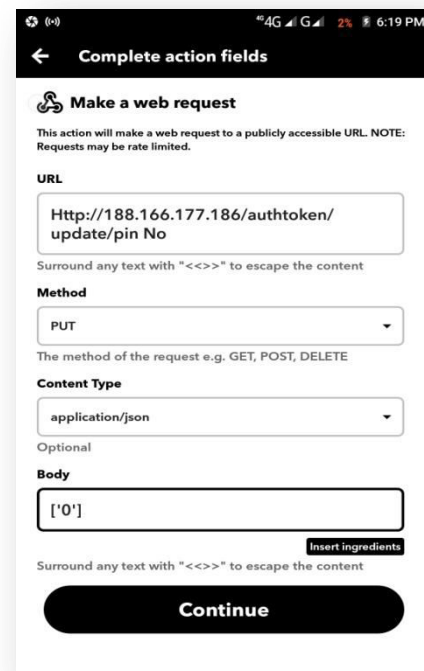 4G 4G G 2% 6:19 PM
Complete action fields
Make a web request
This action will make a web request to a publicly accessible URL. NOTE:
Requests may be rate limited.
URL
Http://188.166.177.186/authtoken/
update/pin No
Surround any text with "<<>>" to escape the content
Method
PUT
The method of the request e.g. GET, POST, DELETE
Content Type
application/json
Optional
Body
['0']
Insert ingredients
Surround any text with "<<>>" to escape the content
Continue